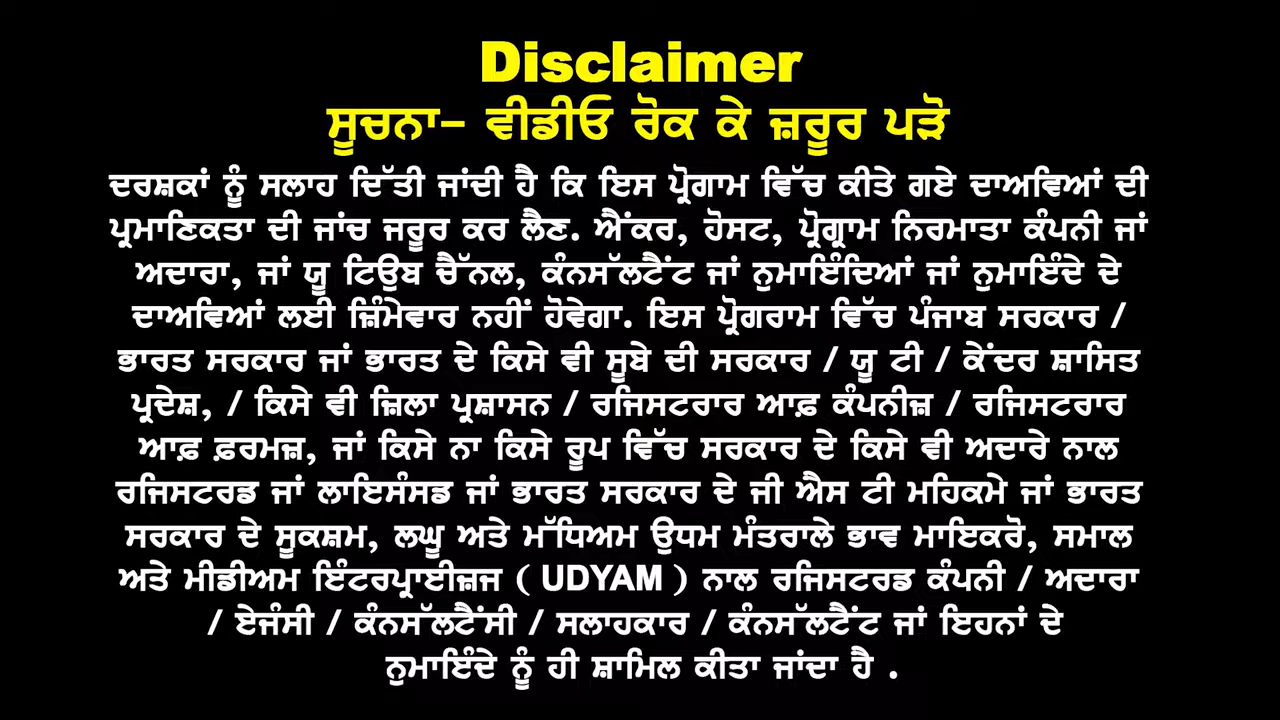 Disclaimer
ਸੂਚਨਾ- ਵੀਡੀਓ ਰੋਕ ਕੇ ਜ਼ਰੂਰ ਪੜੋ
ਦਰਸ਼ਕਾਂ ਨੂੰ ਸਲਾਹ ਦਿੱਤੀ ਜਾਂਦੀ ਹੈ ਕਿ ਇਸ ਪ੍ਰੋਗਾਮ ਵਿੱਚ ਕੀਤੇ ਗਏ ਦਾਅਵਿਆਂ ਦੀ
ਪ੍ਰਮਾਣਿਕਤਾ ਦੀ ਜਾਂਚ ਜਰੂਰ ਕਰ ਲੈਣ. ਐਂਕਰ, ਹੋਸਟ, ਪ੍ਰੋਗ੍ਰਾਮ ਨਿਰਮਾਤਾ ਕੰਪਨੀ ਜਾਂ
ਅਦਾਰਾ, ਜਾਂ ਯੂ ਟਿਉਬ ਚੈੱਨਲ, ਕੰਨਸੱਲਟੈਂਟ ਜਾਂ ਨੁਮਾਇੰਦਿਆਂ ਜਾਂ ਨੁਮਾਇੰਦੇ ਦੇ
ਦਾਅਵਿਆਂ ਲਈ ਜ਼ਿੰਮੇਵਾਰ ਨਹੀਂ ਹੋਵੇਗਾ. ਇਸ ਪ੍ਰੋਗਰਾਮ ਵਿੱਚ ਪੰਜਾਬ ਸਰਕਾਰ /
ਭਾਰਤ ਸਰਕਾਰ ਜਾਂ ਭਾਰਤ ਦੇ ਕਿਸੇ ਵੀ ਸੂਬੇ ਦੀ ਸਰਕਾਰ / ਯੂ ਟੀ / ਕੇਂਦਰ ਸ਼ਾਸਿਤ
ਪ੍ਰਦੇਸ਼, / ਕਿਸੇ ਵੀ ਜ਼ਿਲਾ ਪ੍ਰਸ਼ਾਸਨ / ਰਜਿਸਟਰਾਰ ਆਫ਼ ਕੰਪਨੀਜ਼ / ਰਜਿਸਟਰਾਰ
ਆਫ਼ ਫ਼ਰਮਜ਼, ਜਾਂ ਕਿਸੇ ਨਾ ਕਿਸੇ ਰੂਪ ਵਿੱਚ ਸਰਕਾਰ ਦੇ ਕਿਸੇ ਵੀ ਅਦਾਰੇ ਨਾਲ
ਰਜਿਸਟਰਡ ਜਾਂ ਲਾਇਸੰਸਡ ਜਾਂ ਭਾਰਤ ਸਰਕਾਰ ਦੇ ਜੀ ਐਸ ਟੀ ਮਹਿਕਮੇ ਜਾਂ ਭਾਰਤ
ਸਰਕਾਰ ਦੇ ਸੂਕਸ਼ਮ, ਲਘੂ ਅਤੇ ਮੱਧਿਅਮ ਉਧਮ ਮੰਤਰਾਲੇ ਭਾਵ ਮਾਇਕਰੋ, ਸਮਾਲ
ਅਤੇ ਮੀਡੀਅਮ ਇੰਟਰਪ੍ਰਾਈਜ਼ਜ ( UDYAM ) ਨਾਲ ਰਜਿਸਟਰਡ ਕੰਪਨੀ / ਅਦਾਰਾ
/ ਏਜੰਸੀ / ਕੰਨਸੱਲਟੈਂਸੀ / ਸਲਾਹਕਾਰ / ਕੰਨਸੱਲਟੈਂਟ ਜਾਂ ਇਹਨਾਂ ਦੇ
ਨੁਮਾਇੰਦੇ ਨੂੰ ਹੀ ਸ਼ਾਮਿਲ ਕੀਤਾ ਜਾਂਦਾ ਹੈ .